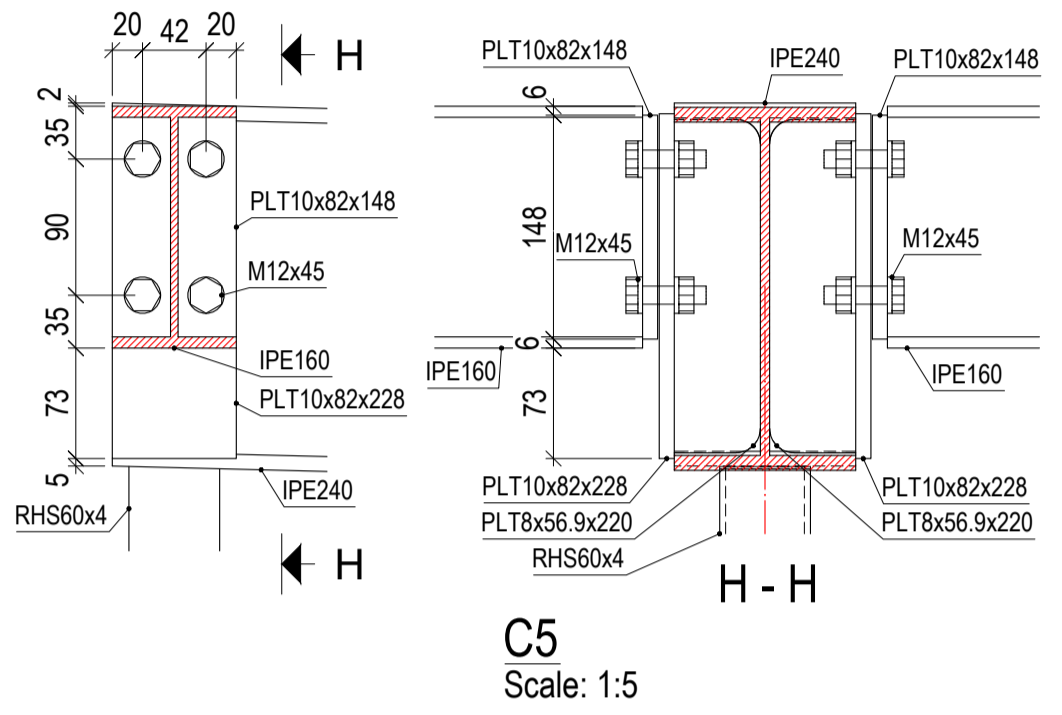 20 42 20
H
2
35
90
35
73
5
PLT10x82x148
M12x45
IPE160
PLT10x82x228
IPE240
RHS60x4
H
PLT10x82x148
IPE240
PLT10x82x148
6
148
6
73
M12x45
M12x45
IPE160
IPE160
PLT10x82x228
PLT10x82x228
PLT8x56.9x220
PLT8x56.9x220
RHS60x4
H - H
C5
Scale: 1:5